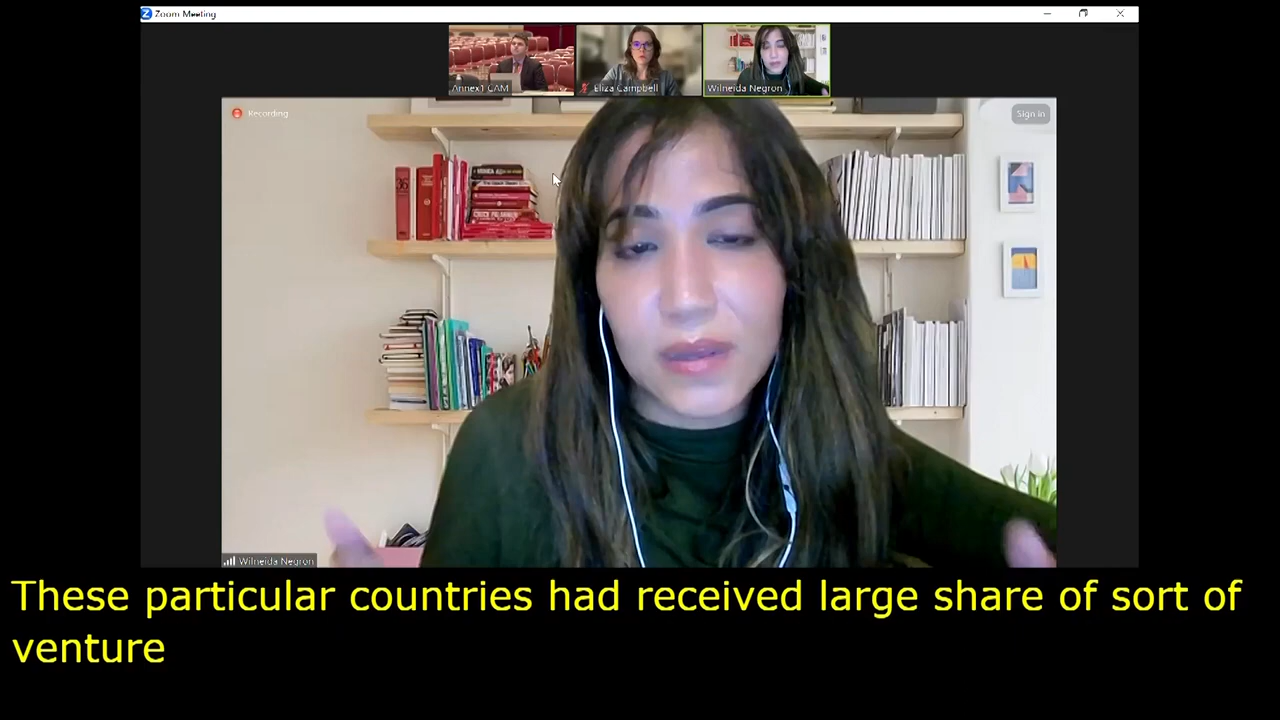 Zoom Meeting
Annex1 CAM
Eliza Campbell
Wilneida Negron
Recording
Sign in
Wilneida Negron
These particular countries had received large share of sort of
venture